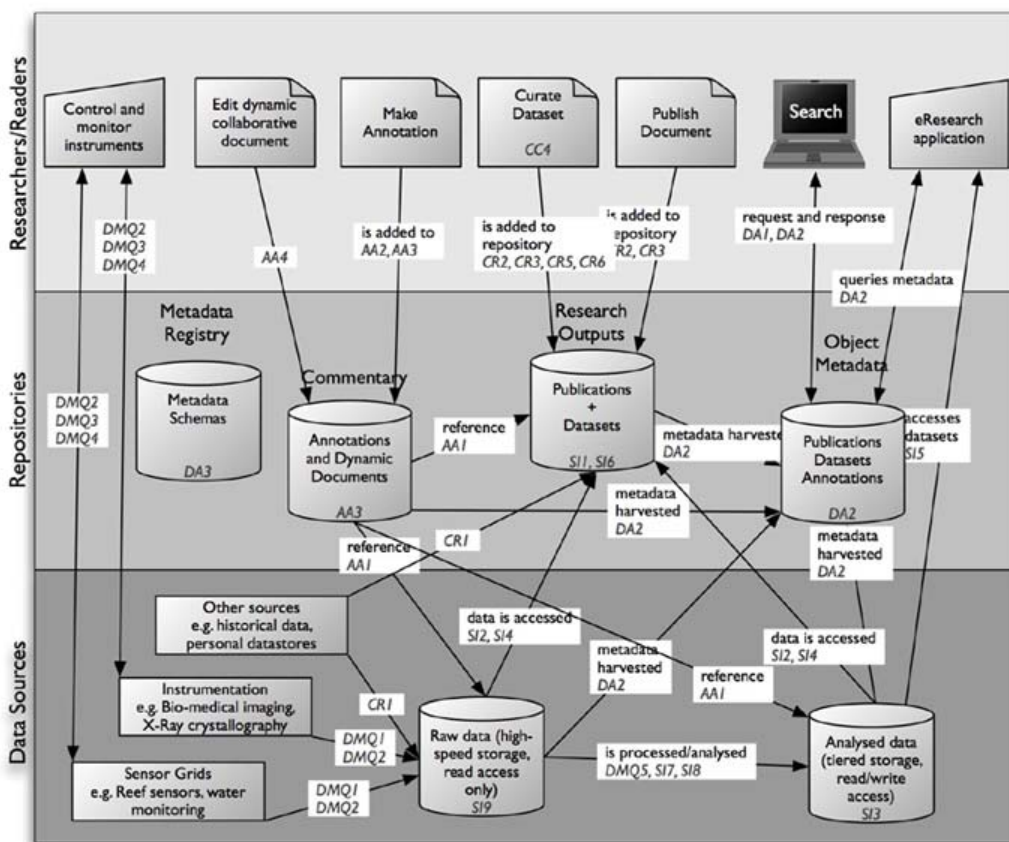 Researchers/Readers
Control and
monitor
instruments
Edit dynamic
collaborative
document
Make
Annotation
Curate
Dataset
CC4
Publish
Document
Search
eResearch
application
DMQ2
DMQ3
DMQ4
AA4
is added to
AA2, AA3
is added to
repository
CR2, CR3, CR5, CR6
is added to
repository
CR2, CR3
request and response
DA1, DA2
queries metadata
DA2
Repositories
Metadata
Registry
Metadata
Schemas
DA3
Commentary
Annotations
and Dynamic
Documents
AA3
Research
Outputs
Publications
+
Datasets
SI1, SI6
Object
Metadata
Publications
Datasets
Annotations
DA2
DMQ2
DMQ3
DMQ4
reference
AA1
metadata harvested
DA2
accesses
datasets
SI5
metadata
harvested
DA2
reference
AA1
CR1
metadata
harvested
DA2
Data Sources
Other sources
e.g. historical data,
personal datastores
data is accessed
SI2, SI4
metadata
harvested
DA2
data is accessed
SI2, SI4
reference
AA1
Instrumentation
e.g. Bio-medical imaging,
X-Ray crystallography
CR1
DMQ1
DMQ2
Raw data (high-
speed storage,
read access
only)
SI9
is processed/analysed
DMQ5, SI7, SI8
Analysed data
(tiered storage,
read/write
access)
SI3
Sensor Grids
e.g. Reef sensors, water
monitoring
DMQ1
DMQ2